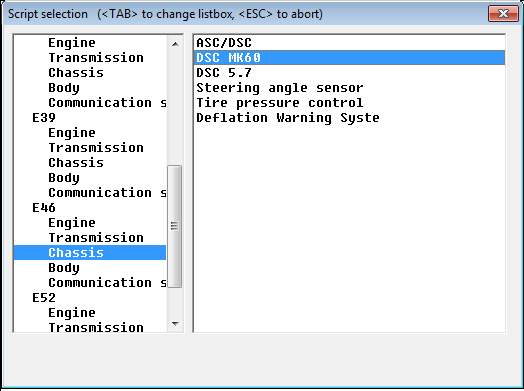 Script selection (<TAB> to change listbox, <ESC> to abort)
Engine
Transmission
Chassis
Body
Communication s
E39
Engine
Transmission
Chassis
Body
Communication s
E46
Engine
Transmission
Chassis
Body
Communication s
E52
Engine
Transmission
ASC/DSC
DSC MK60
DSC 5.7
Steering angle sensor
Tire pressure control
Deflation Warning Syste